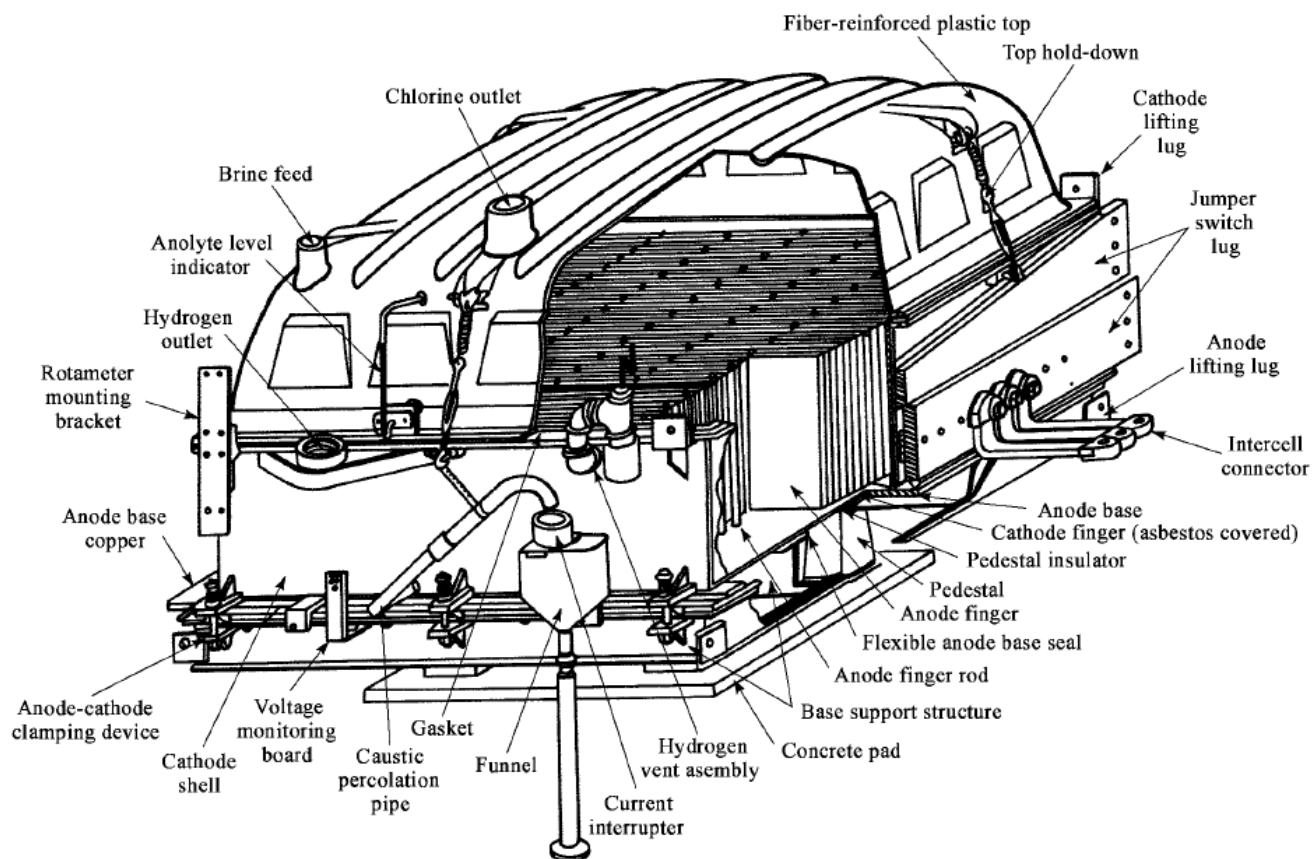 Fiber-reinforced plastic top
Top hold-down
Chlorine outlet
Cathode
lifting
lug
Brine feed
Jumper
switch
lug
Anolyte level
indicator
Hydrogen
outlet
Anode
lifting lug
Rotameter
mounting
bracket
Intercell
connector
Anode base
Anode base
copper
Cathode finger (asbestos covered)
Pedestal insulator
Pedestal
Anode finger
Flexible anode base seal
Anode finger rod
Base support structure
Concrete pad
Anode-cathode
clamping device
Voltage
monitoring
board
Cathode
shell
Caustic
percolation
pipe
Gasket
Funnel
Hydrogen
vent asembly
Current
interrupter